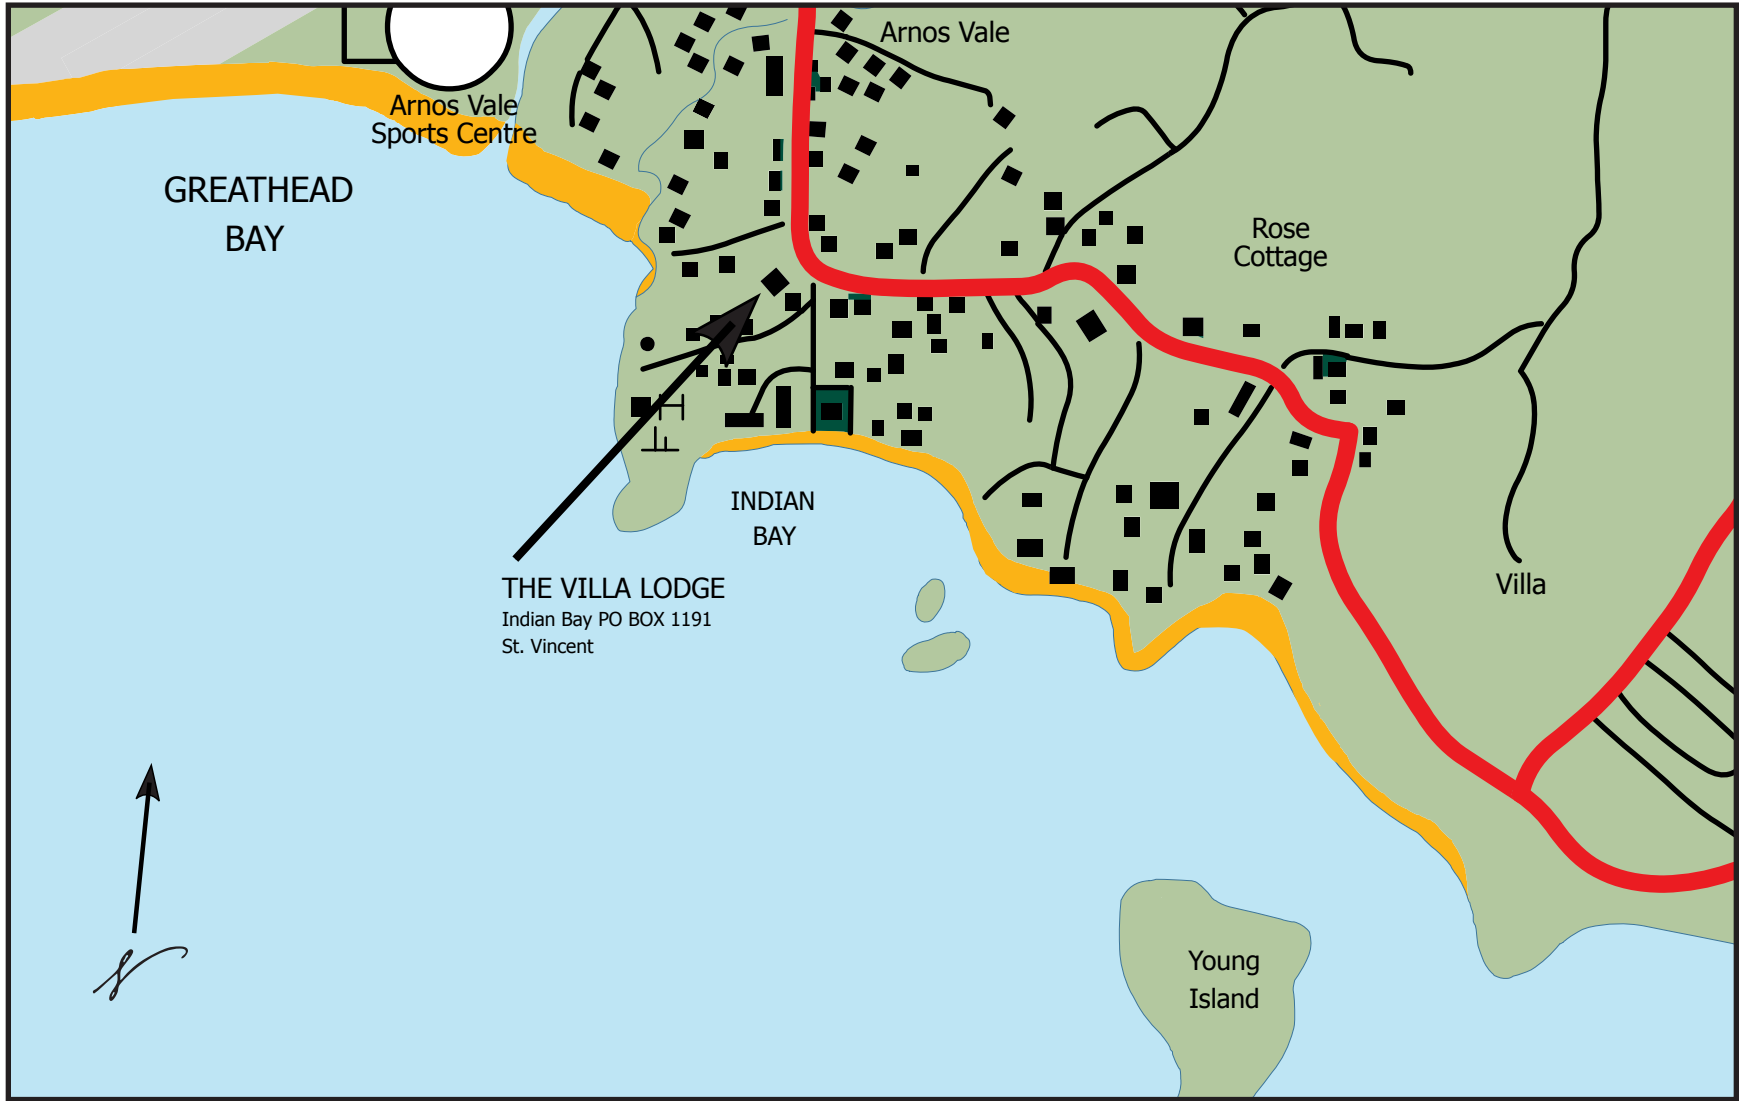 Arnos Vale
Arnos Vale
Sports Centre
GREATHEAD
BAY
Rose
Cottage
INDIAN
BAY
THE VILLA LODGE
Indian Bay PO BOX 1191
St. Vincent
Villa
Young
Island
N